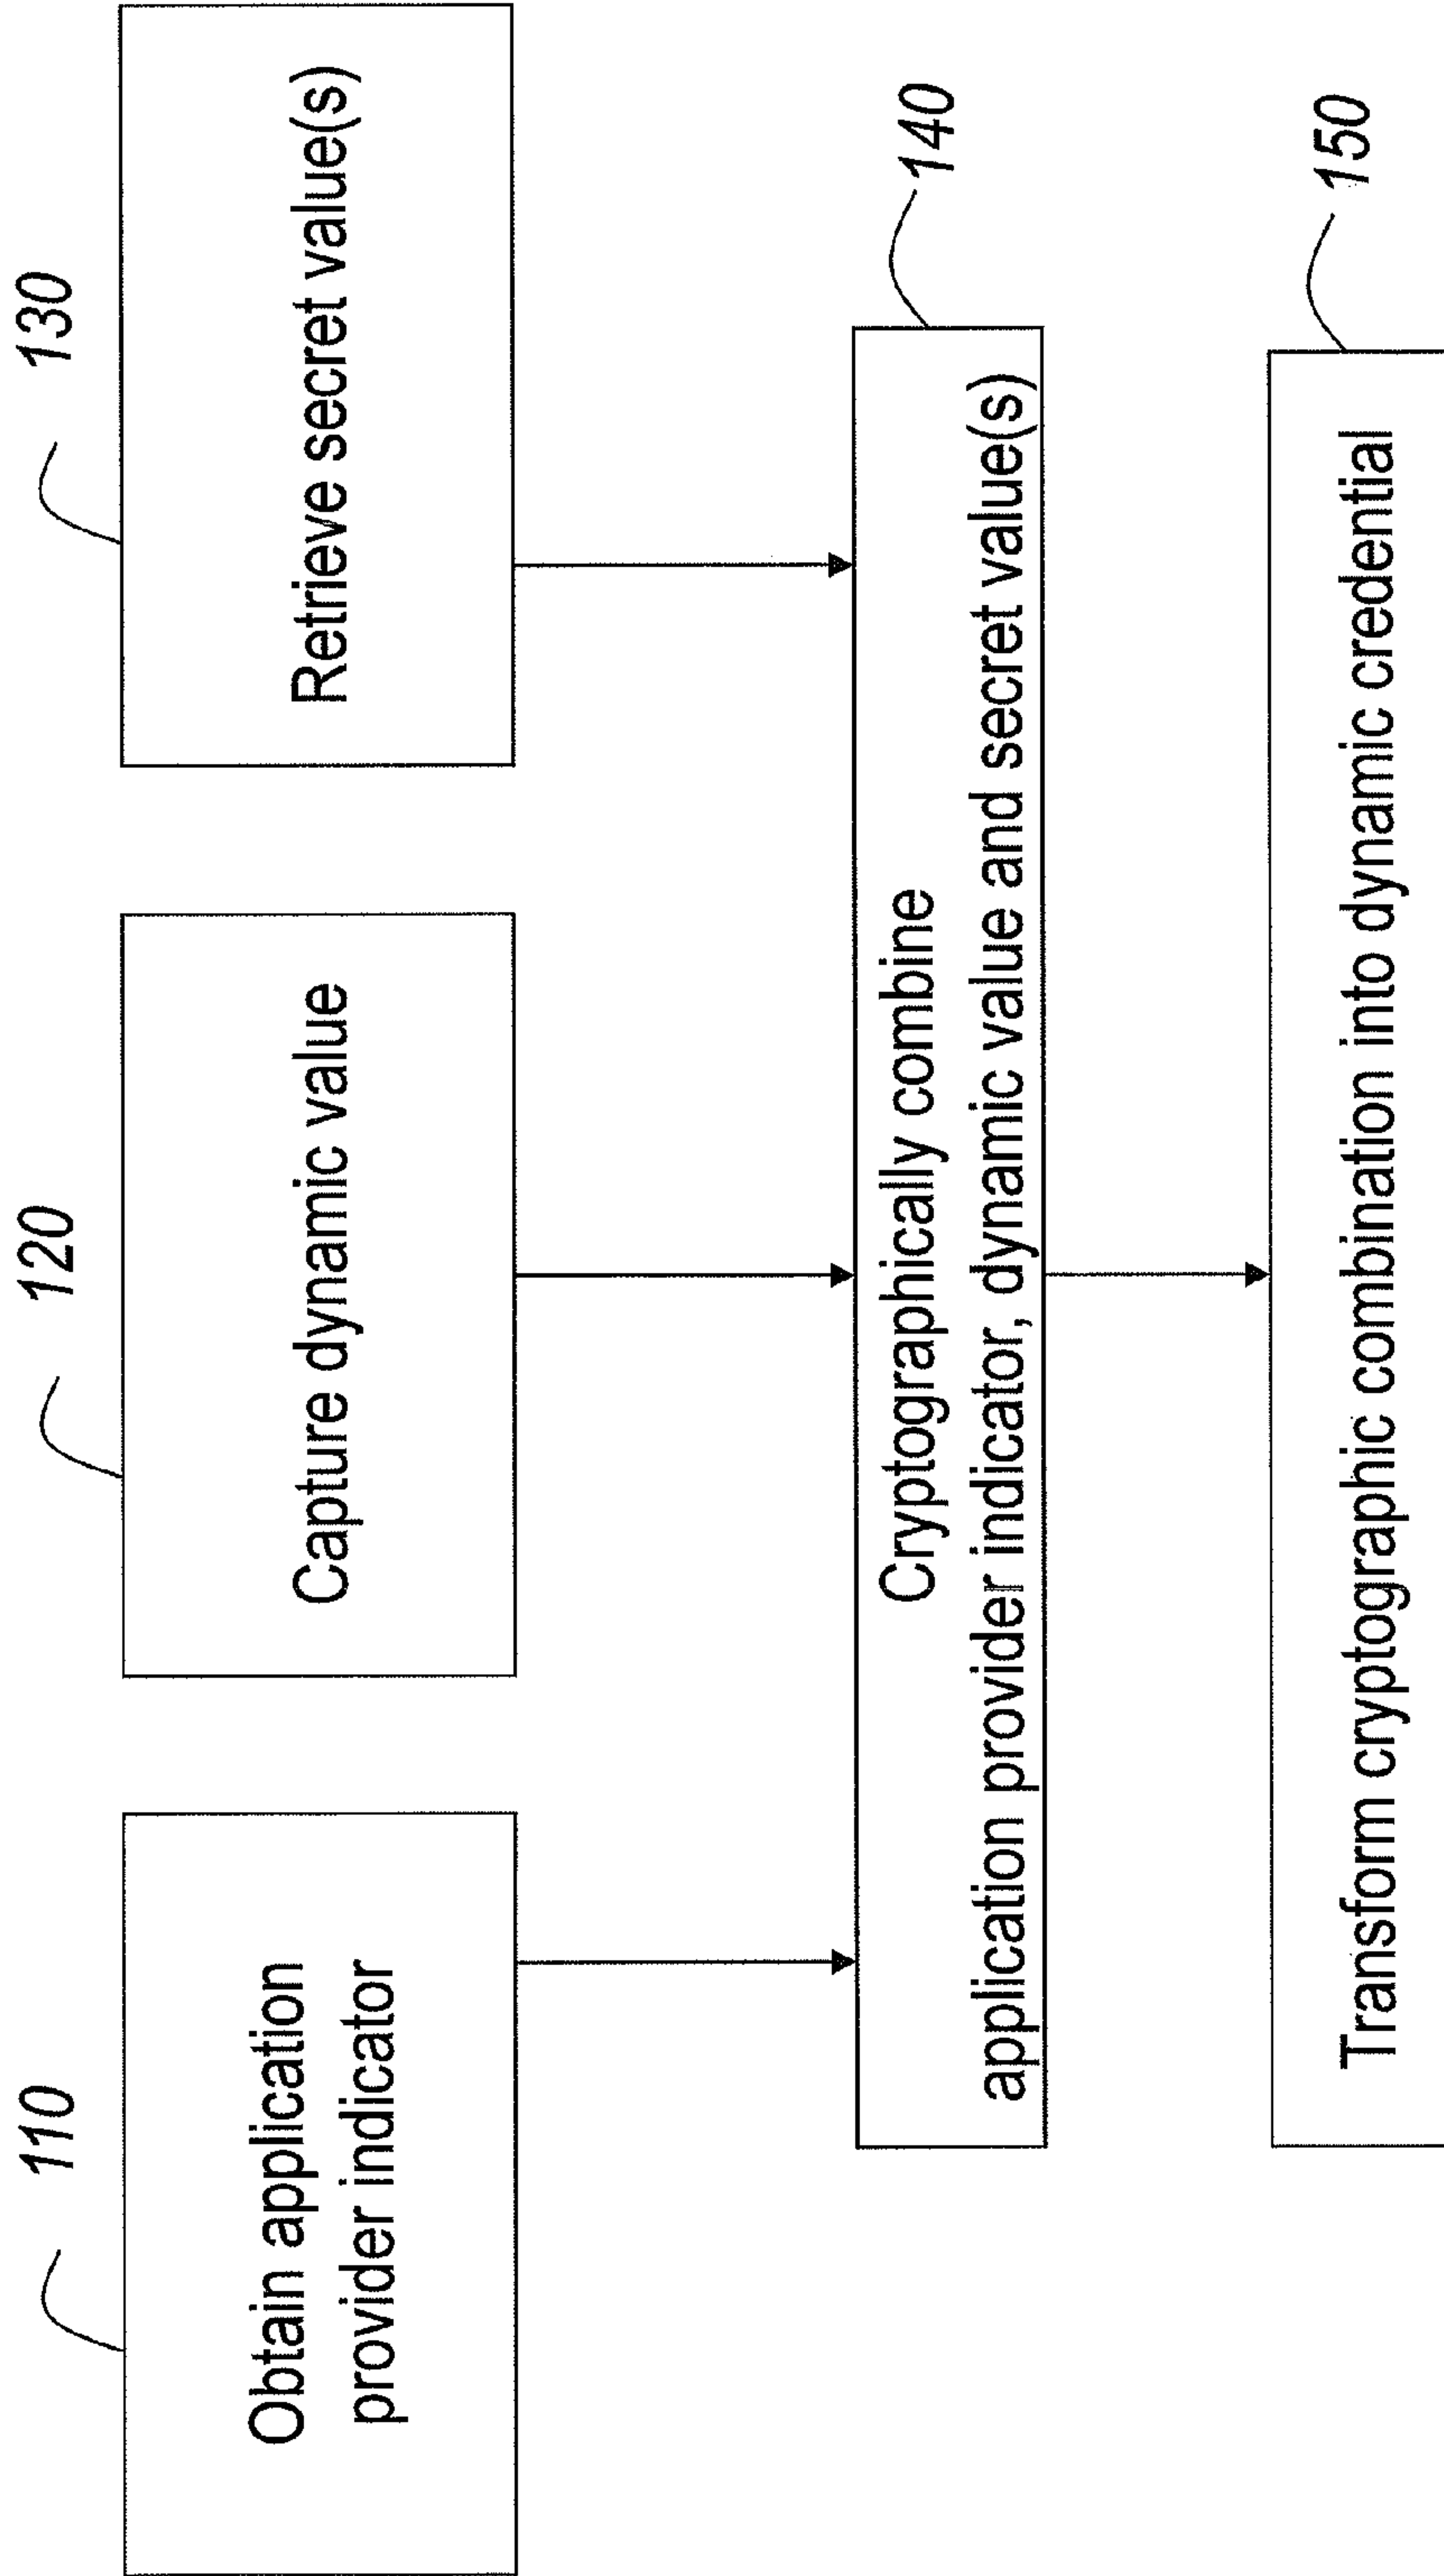 110
Obtain application
provider indicator
120
Capture dynamic value
130
Retrieve secret value(s)
Cryptographically combine
application provider indicator, dynamic value and secret value(s)
140
Transform cryptographic combination into dynamic credential
150